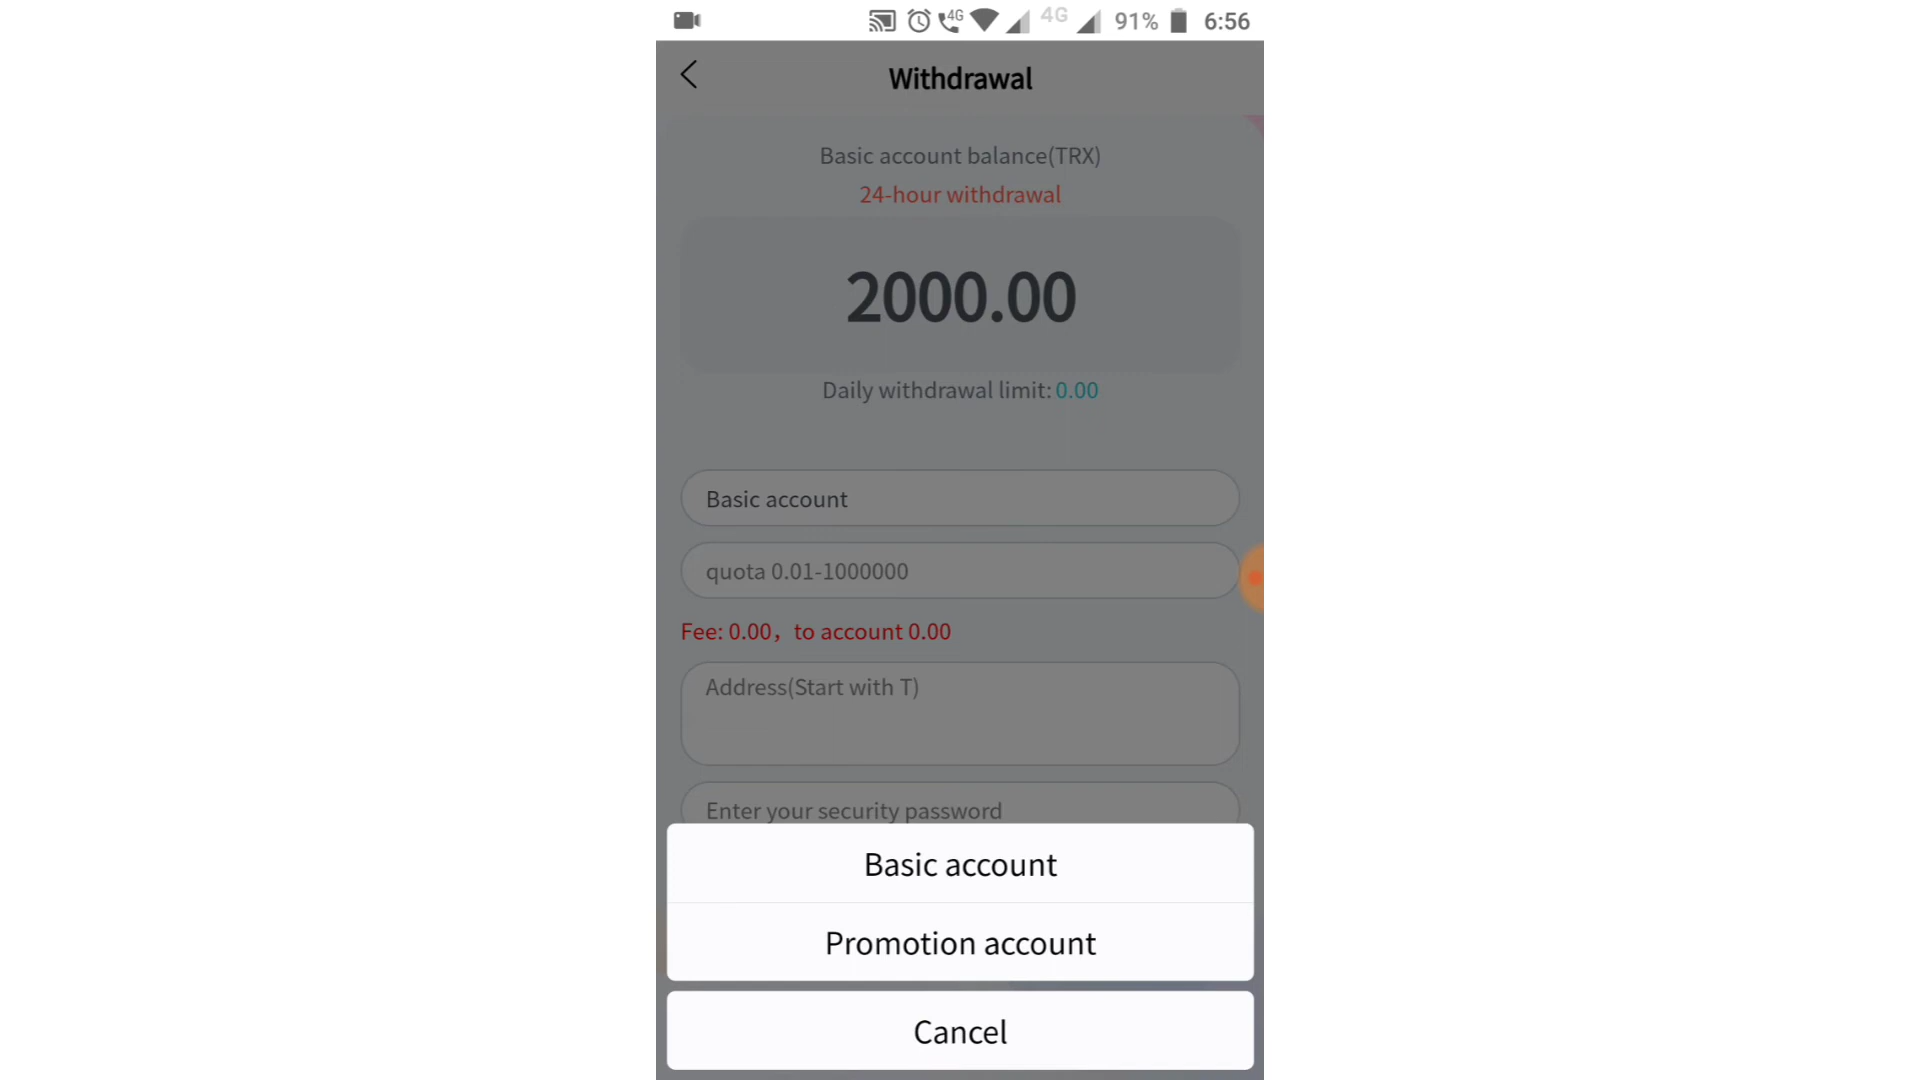 4G 4G 91% 6:56
Withdrawal
Basic account balance(TRX)
24-hour withdrawal
2000.00
Daily withdrawal limit: 0.00
Basic account
quota 0.01-1000000
Fee: 0.00，to account 0.00
Address(Start with T)
Enter your security password
Basic account
Promotion account
Cancel